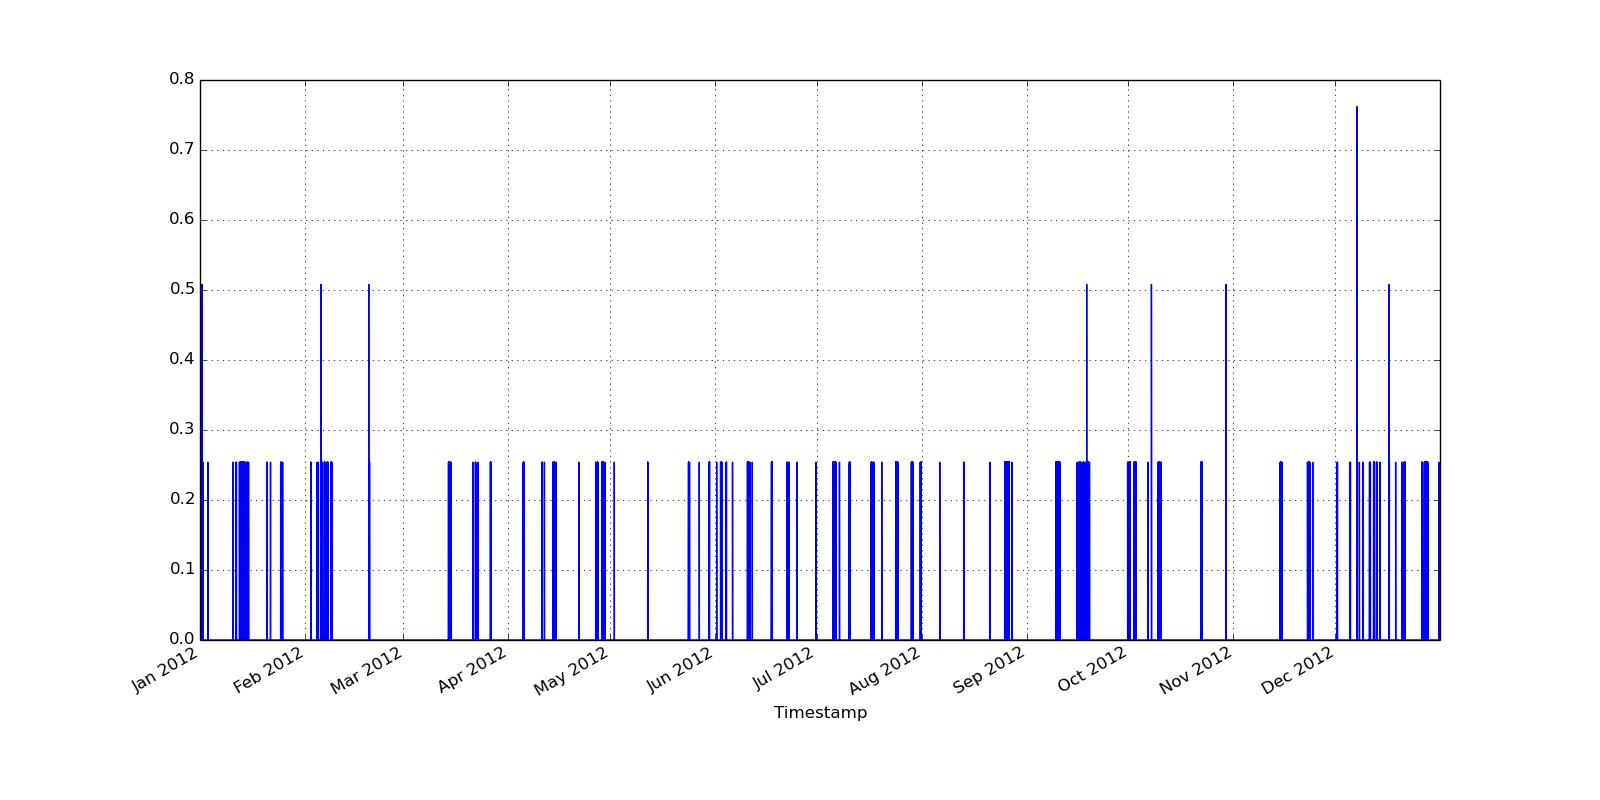 0.8
0.7
0.6
0.5
0.4
0.3
0.2
0.1
0.0
Jan 2012
Feb 2012
Mar 2012
Apr 2012
May 2012
Jun 2012
Jul 2012
Aug 2012
Sep 2012
Oct 2012
Nov 2012
Dec 2012
Timestamp